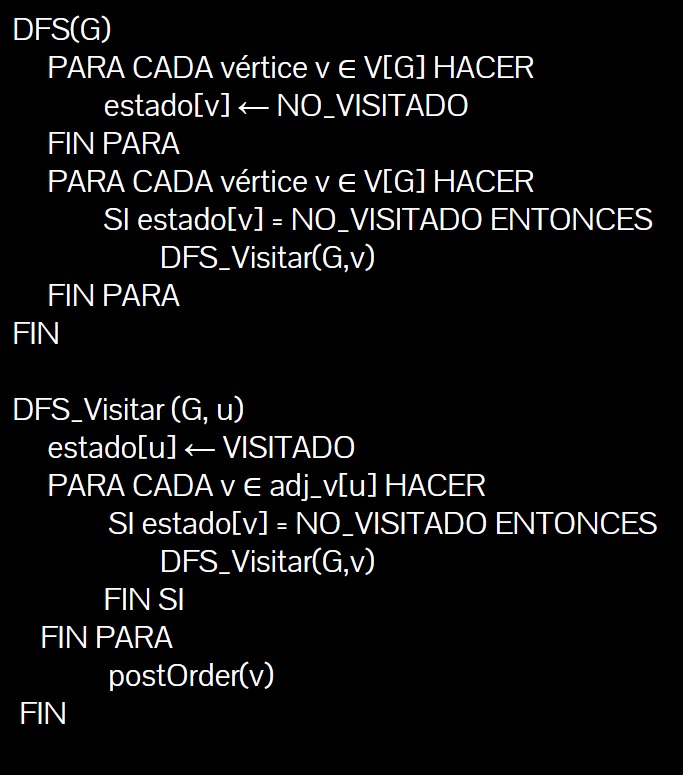 DFS(G)
PARA CADA vértice v ∈ V[G] HACER
estado[v] ← NO_VISITADO
FIN PARA
PARA CADA vértice v ∈ V[G] HACER
SI estado[v] = NO_VISITADO ENTONCES
DFS_Visitar(G,v)
FIN PARA
FIN
DFS_Visitar (G, u)
estado[u] ← VISITADO
PARA CADA v ∈ adj_v[u] HACER
SI estado[v] = NO_VISITADO ENTONCES
DFS_Visitar(G,v)
FIN SI
FIN PARA
postOrder(v)
FIN